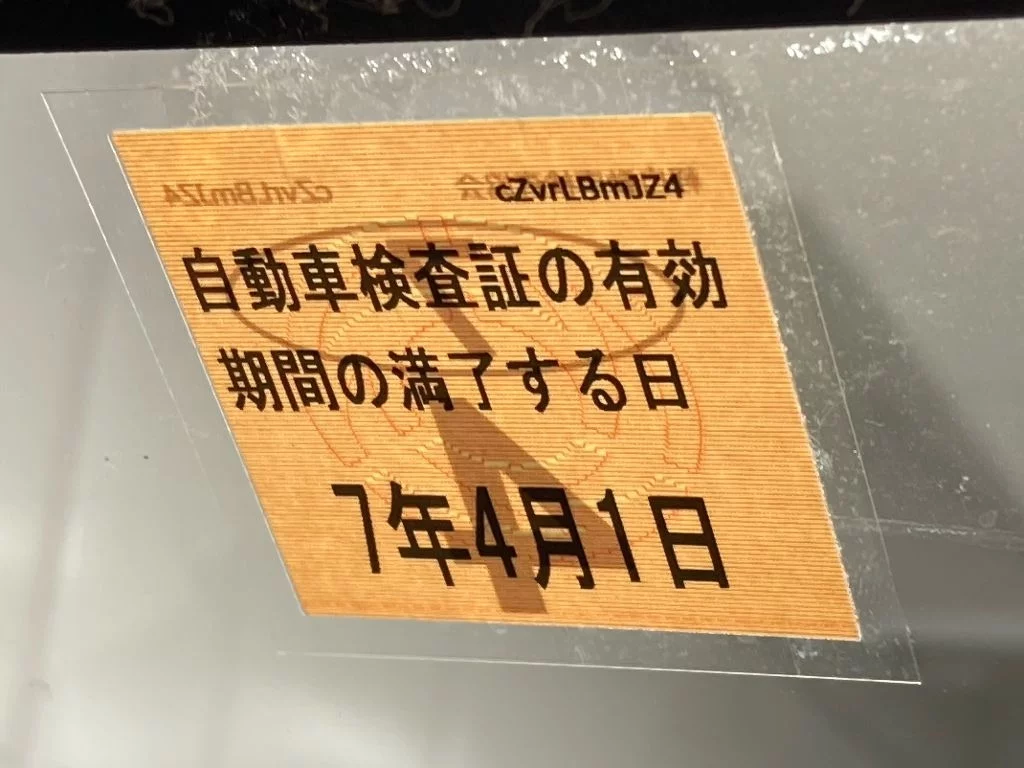 cZvrLBmJZ4
自動車検査証の有効
期間の満了する日
7年4月1日